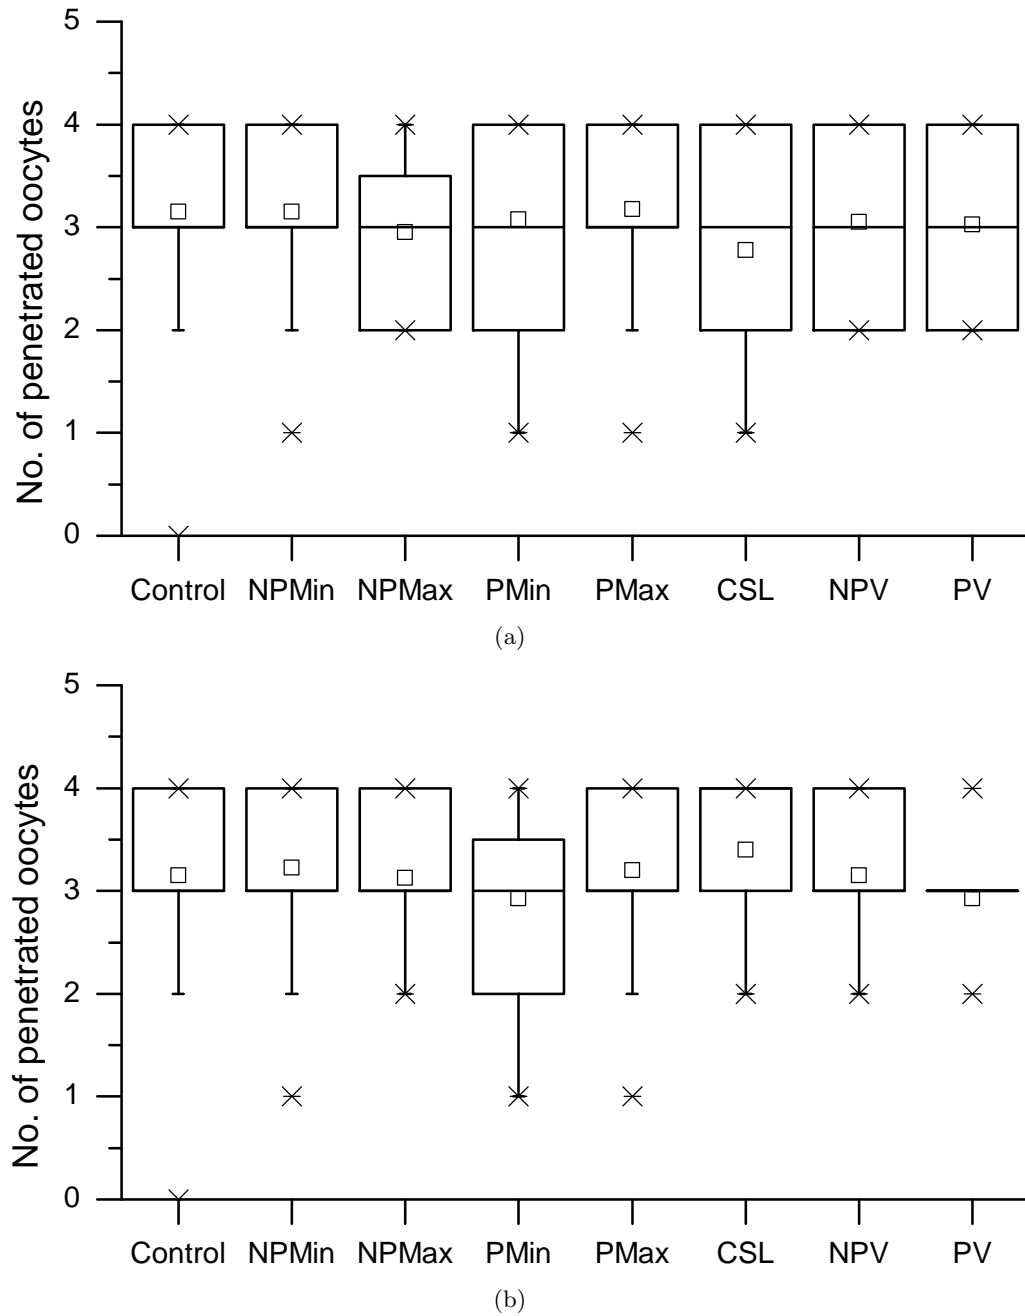 No. of penetrated oocytes
5
4
3
2
1
0
Control NPMin NPMax PMin PMax CSL NPV PV
(a)
No. of penetrated oocytes
5
4
3
2
1
0
Control NPMin NPMax PMin PMax CSL NPV PV
(b)